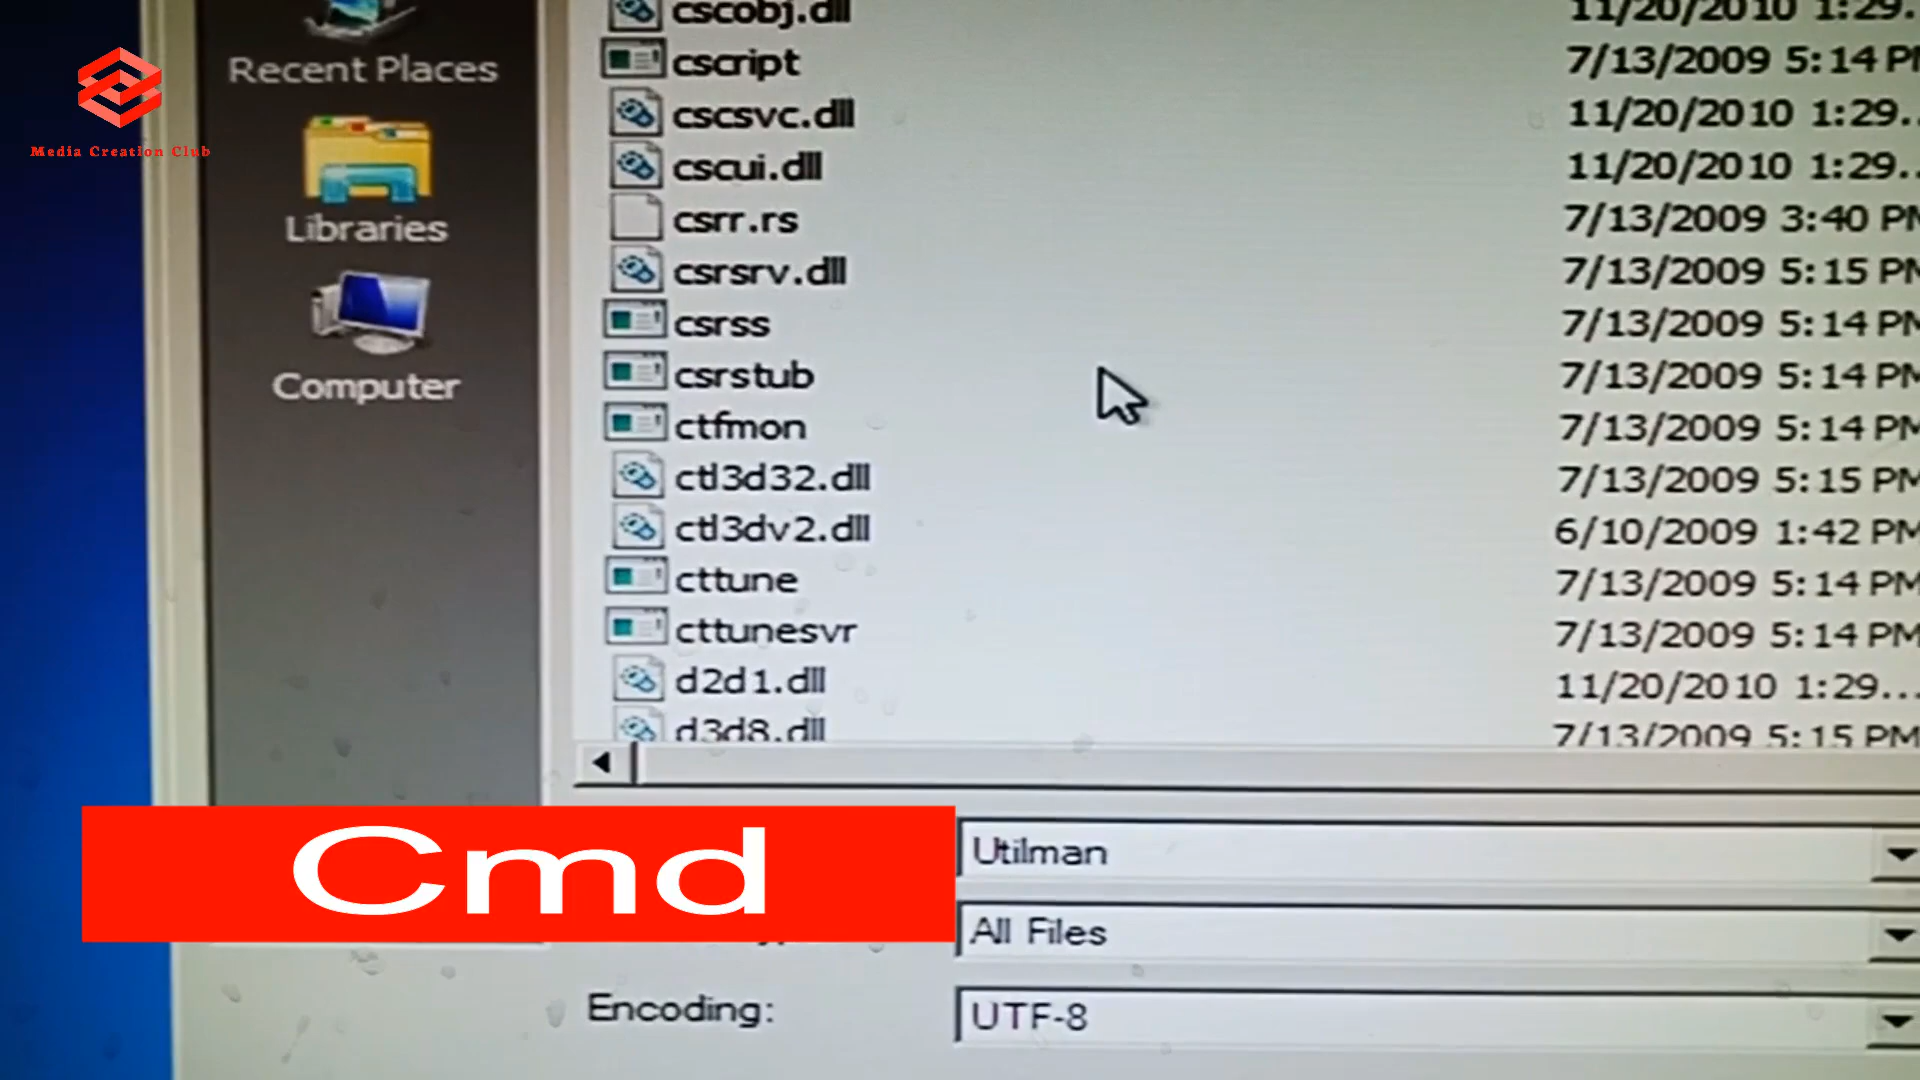 cscobj.dll 11/20/2010 1:29.
Recent Places
cscript 7/13/2009 5:14 PM
cscsvc.dll 11/20/2010 1:29..
Media Creation Club
cscui.dll 11/20/2010 1:29..
csrr.rs 7/13/2009 3:40 PM
Libraries
csrsrv.dll 7/13/2009 5:15 PM
csrss 7/13/2009 5:14 PM
csrstub 7/13/2009 5:14 PM
Computer
ctfmon 7/13/2009 5:14 PM
ctl3d32.dll 7/13/2009 5:15 PM
ctl3dv2.dll 6/10/2009 1:42 PM
cttune 7/13/2009 5:14 PM
cttunesvr 7/13/2009 5:14 PM
d2d1.dll 11/20/2010 1:29...
d3d8.dll 7/13/2009 5:15 PM
Cmd
Utilman
All Files
Encoding: UTF-8